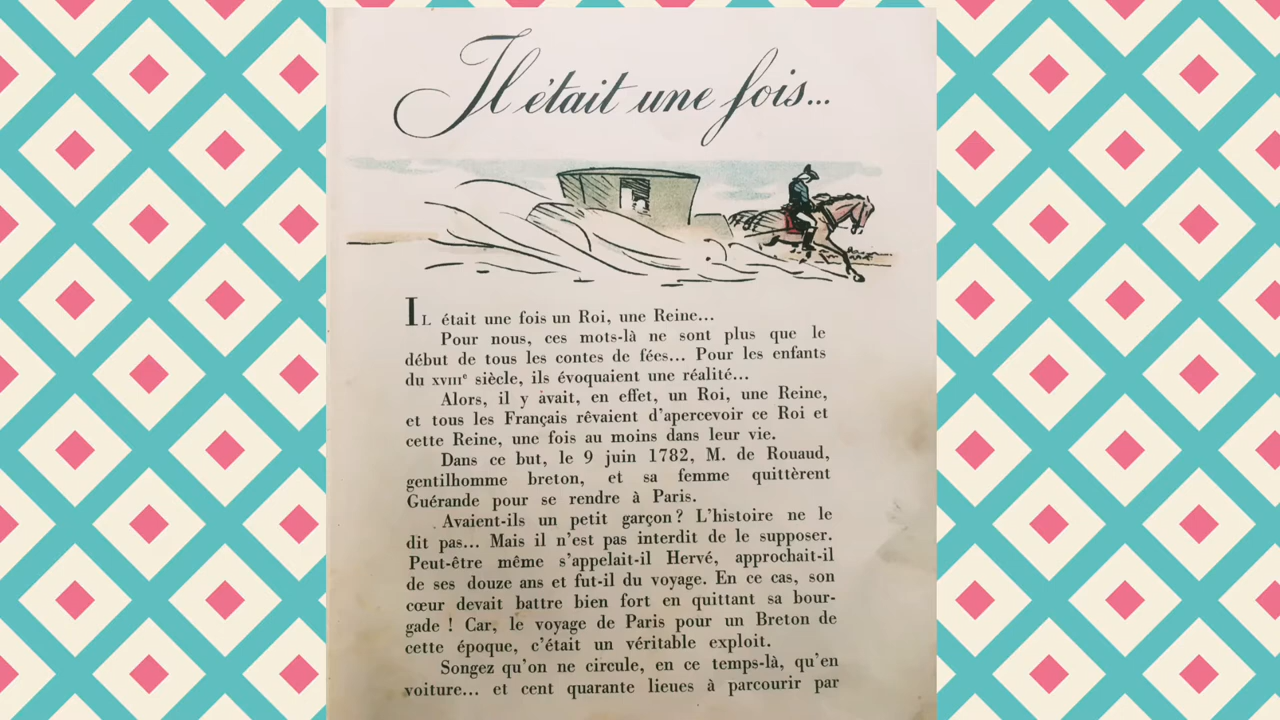 Il était une fois...
IL était une fois un Roi, une Reine...
Pour nous, ces mots-là ne sont plus que le
début de tous les contes de fées... Pour les enfants
du XVIIIe siècle, ils évoquaient une réalité...
Alors, il y avait, en effet, un Roi, une Reine,
et tous les Français rêvaient d'apercevoir ce Roi et
cette Reine, une fois au moins dans leur vie.
Dans ce but, le 9 juin 1782, M. de Rouaud,
gentilhomme breton, et sa femme quittèrent
Guérande pour se rendre à Paris.
Avaient-ils un petit garçon ? L'histoire ne le
dit pas... Mais il n'est pas interdit de le supposer.
Peut-être même s'appelait-il Hervé, approchait-il
de ses douze ans et fut-il du voyage. En ce cas, son
cœur devait battre bien fort en quittant sa bour-
gade ! Car, le voyage de Paris pour un Breton de
cette époque, c'était un véritable exploit.
Songez qu'on ne circule, en ce temps-là, qu'en
voiture... et cent quarante lieues à parcourir par